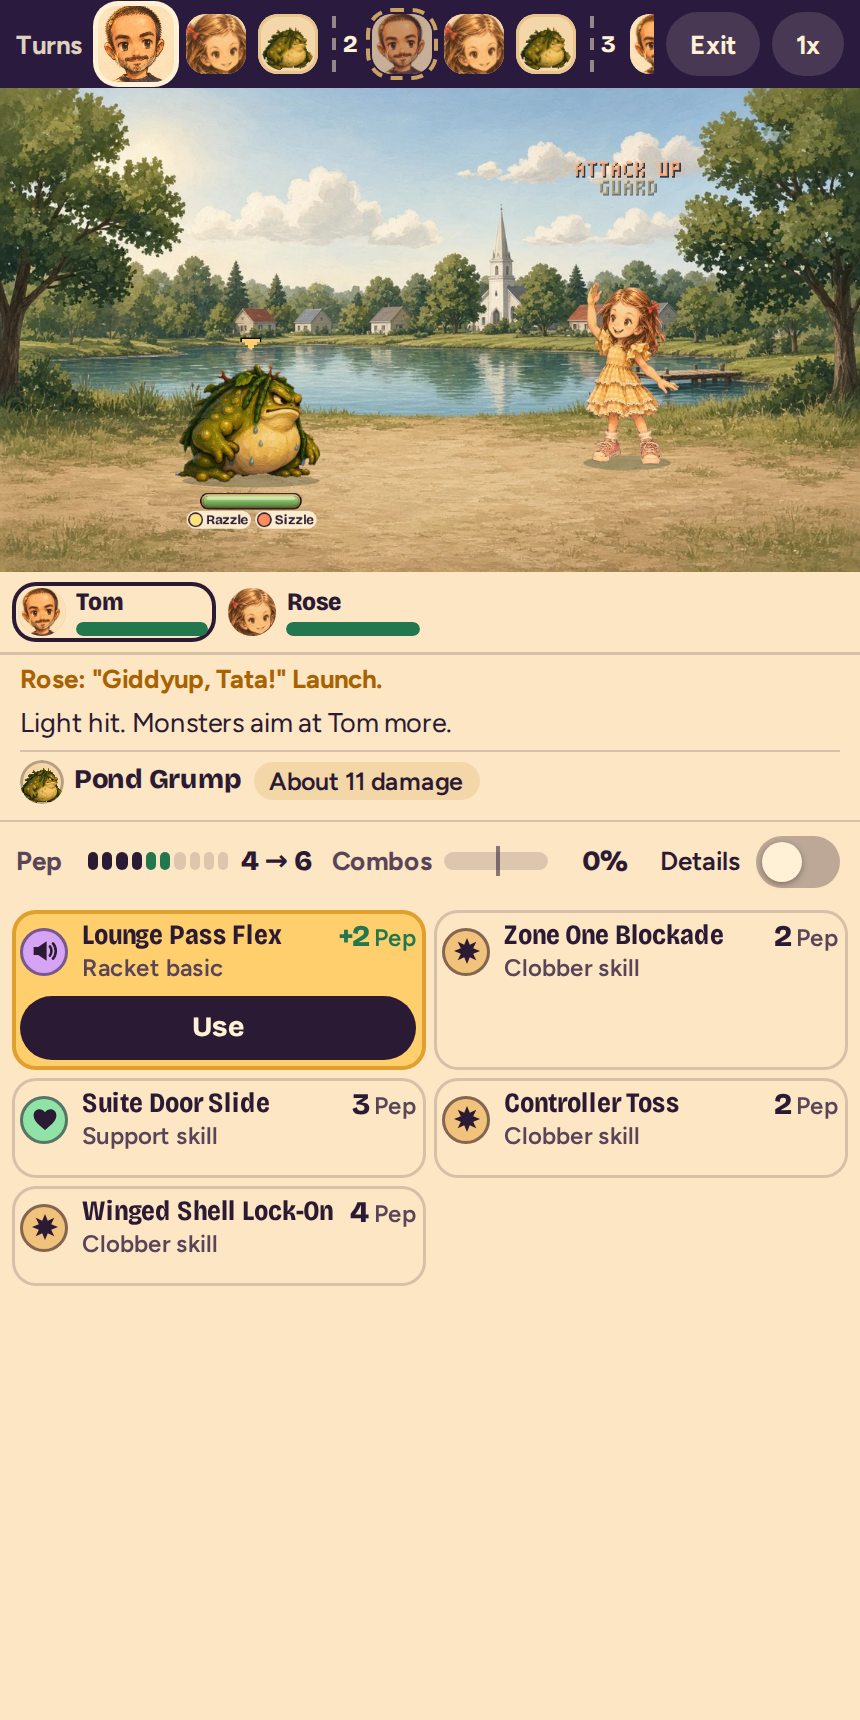 Turns
2
3
Exit
1x
ATTACK UP
GUARD
Razzle
Sizzle
Tom
Rose
Rose: "Giddyup, Tata!" Launch.
Light hit. Monsters aim at Tom more.
Pond Grump
About 11 damage
Pep
4 → 6
Combos
0%
Details
Lounge Pass Flex
+2 Pep
Racket basic
Use
Zone One Blockade
2 Pep
Clobber skill
Suite Door Slide
3 Pep
Support skill
Controller Toss
2 Pep
Clobber skill
Winged Shell Lock-On
4 Pep
Clobber skill